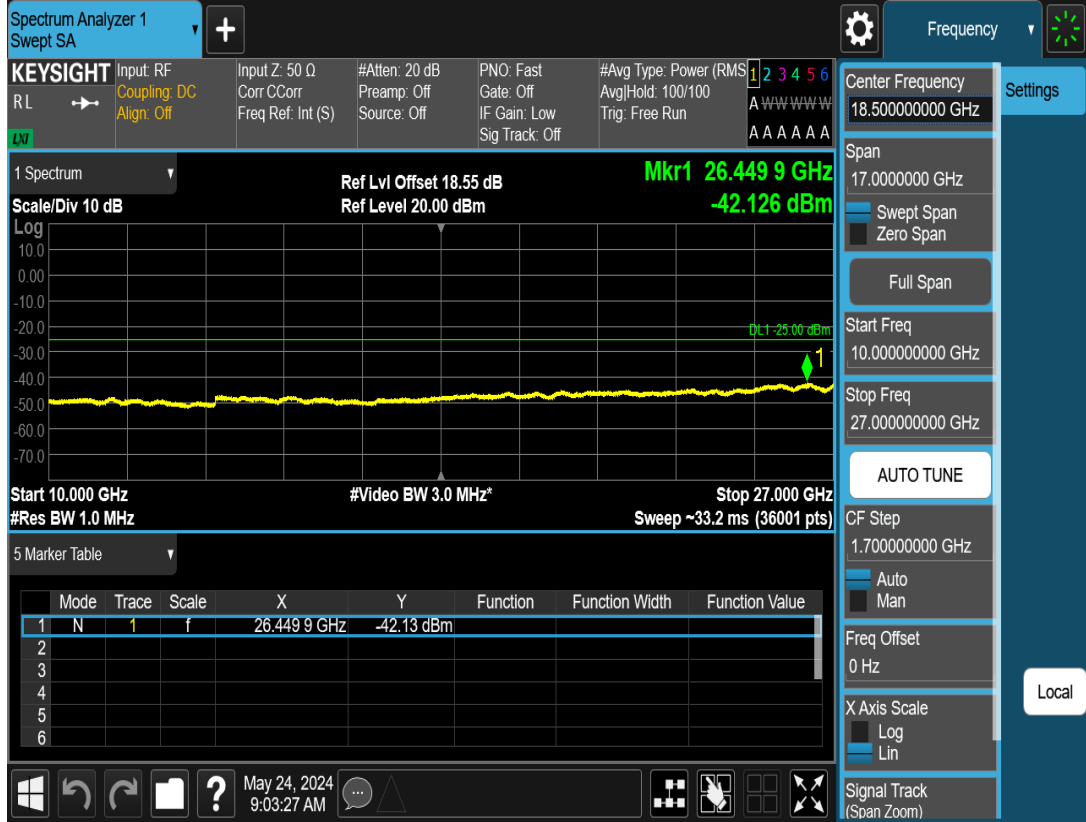 Spectrum Analyzer 1
Swept SA
+
Frequency
KEYSIGHT
RL
LXI
Input: RF
Coupling: DC
Align: Off
Input Z: 50 Ω
Corr CCorr
Freq Ref: Int (S)
#Atten: 20 dB
Preamp: Off
Source: Off
PNO: Fast
Gate: Off
IF Gain: Low
Sig Track: Off
#Avg Type: Power (RMS
Avg|Hold: 100/100
Trig: Free Run
1 2 3 4 5 6
A W W W W W
A A A A A A
1 Spectrum
Scale/Div 10 dB
Ref Lvl Offset 18.55 dB
Ref Level 20.00 dBm
Mkr1 26.449 9 GHz
-42.126 dBm
Log
10.0
0.00
-10.0
-20.0
-30.0
-40.0
-50.0
-60.0
-70.0
DL1 -25.00 dBm
1
Start 10.000 GHz
#Res BW 1.0 MHz
#Video BW 3.0 MHz*
Stop 27.000 GHz
Sweep ~33.2 ms (36001 pts)
5 Marker Table
Mode Trace Scale X Y Function Function Width Function Value
1 N 1 f 26.449 9 GHz -42.13 dBm
2
3
4
5
6
?
May 24, 2024
9:03:27 AM
Center Frequency
18.500000000 GHz
Settings
Span
17.0000000 GHz
Swept Span
Zero Span
Full Span
Start Freq
10.000000000 GHz
Stop Freq
27.000000000 GHz
AUTO TUNE
CF Step
1.700000000 GHz
Auto
Man
Freq Offset
0 Hz
Local
X Axis Scale
Log
Lin
Signal Track
(Span Zoom)